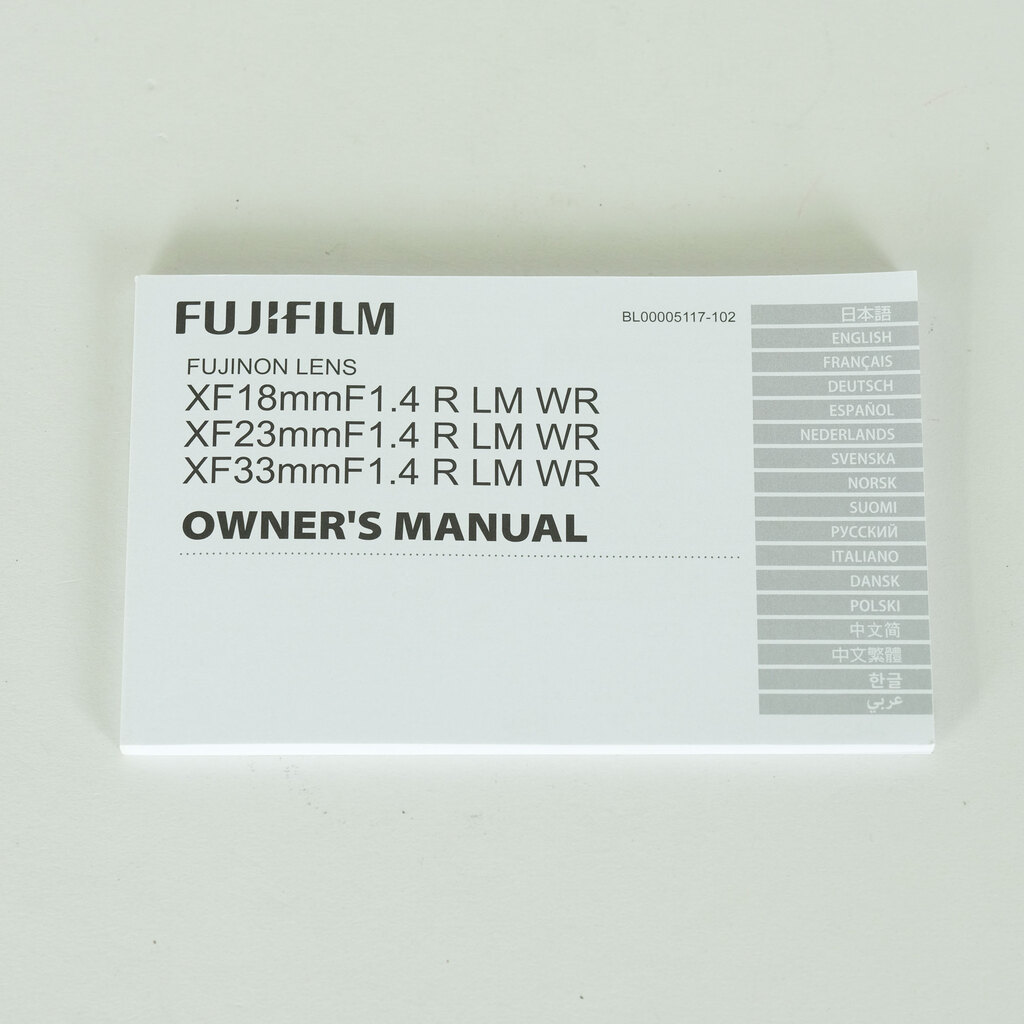 FUJIFILM
BL00005117-102
FUJINON LENS
XF18mmF1.4 R LM WR
XF23mmF1.4 R LM WR
XF33mmF1.4 R LM WR
OWNER'S MANUAL
日本語
ENGLISH
FRANÇAIS
DEUTSCH
ESPAÑOL
NEDERLANDS
SVENSKA
NORSK
SUOMI
РУССКИЙ
ITALIANO
DANSK
POLSKI
中文简
中文繁體
한글
عربي